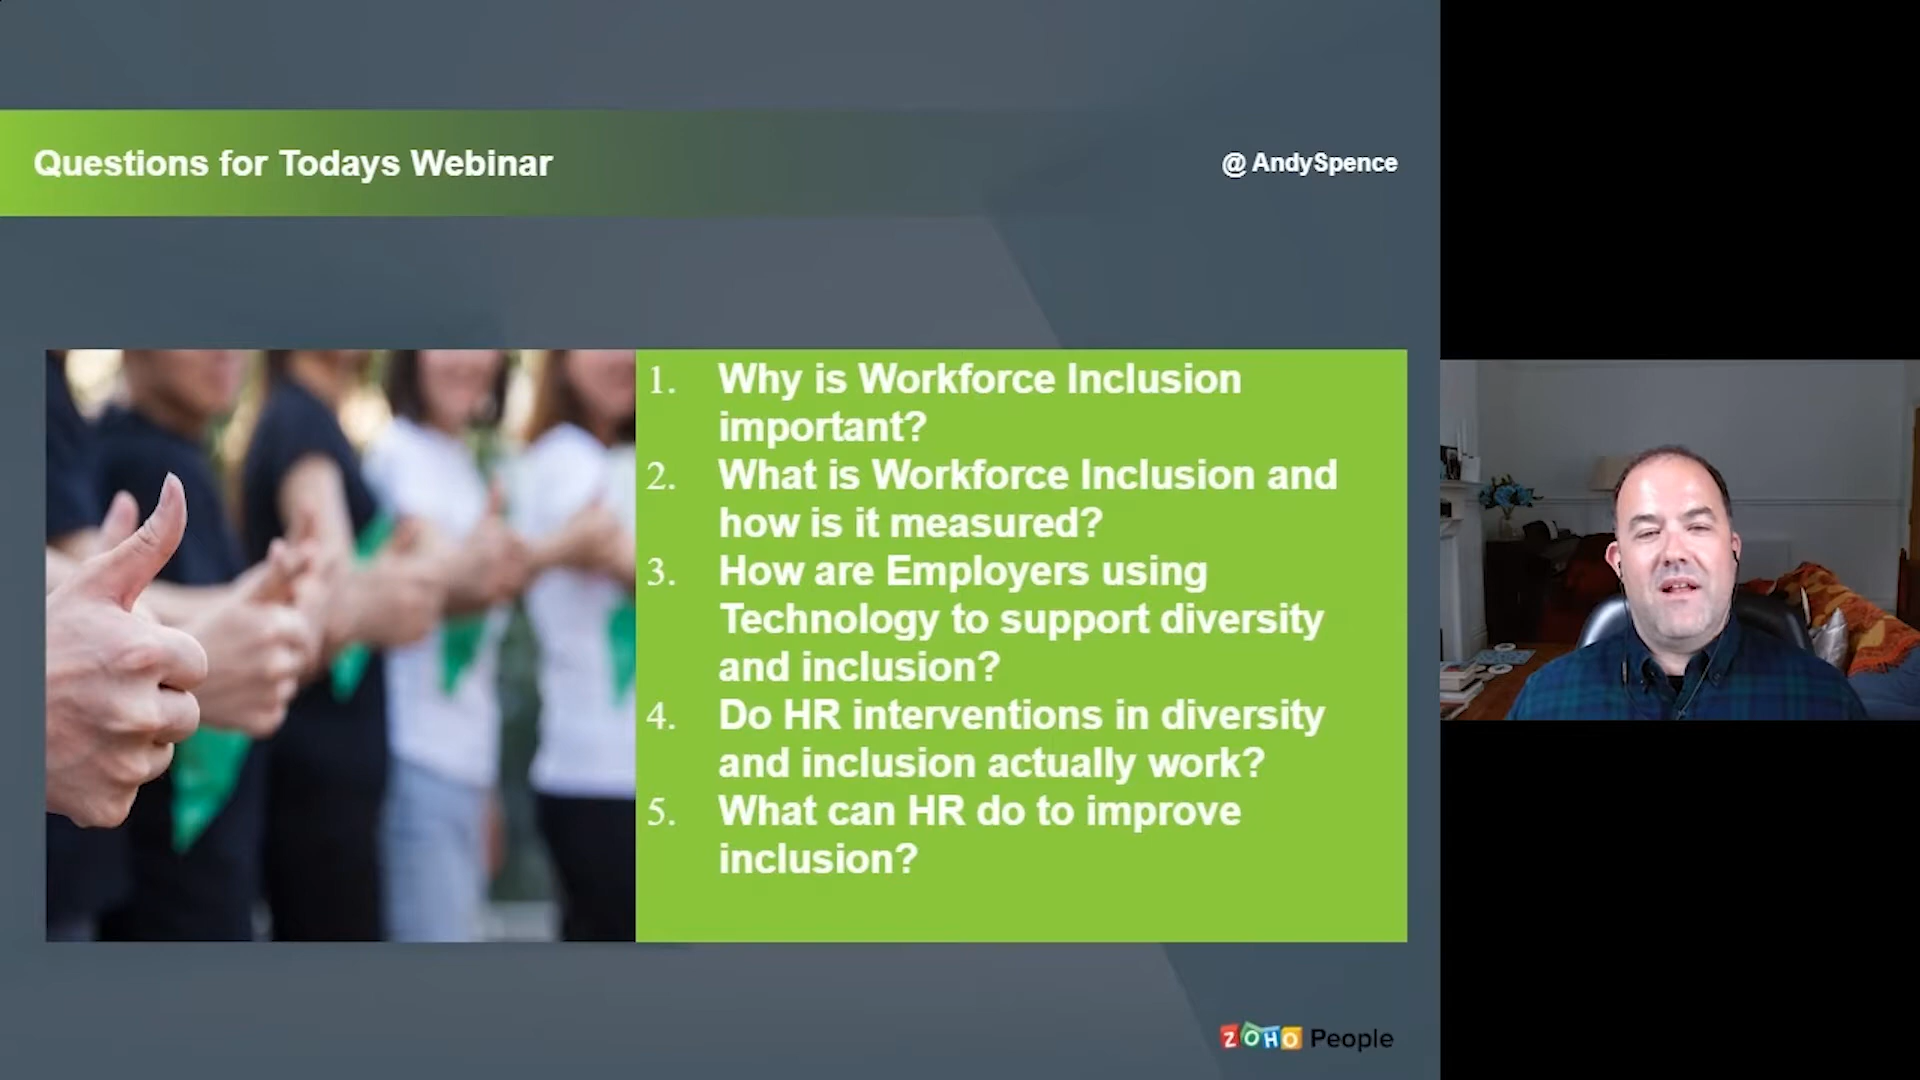 Questions for Todays Webinar
@AndySpence
1. Why is Workforce Inclusion
important?
2. What is Workforce Inclusion and
how is it measured?
3. How are Employers using
Technology to support diversity
and inclusion?
4. Do HR interventions in diversity
and inclusion actually work?
5. What can HR do to improve
inclusion?
ZOHO People